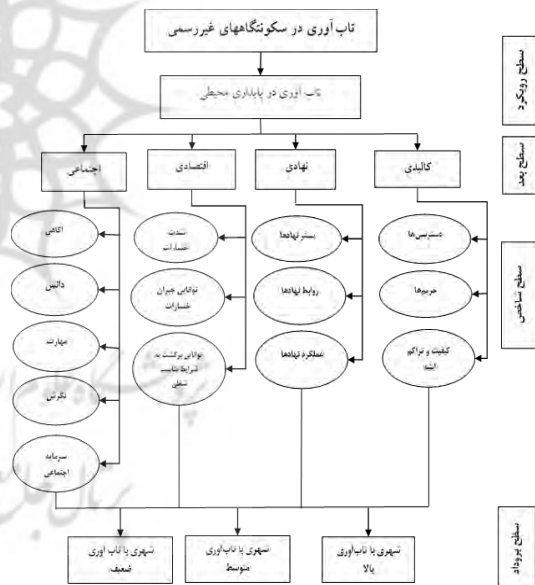 تاب آوری در سکونتگاههای غیررسمی
سطح رویکرد
تاب آوری در پایداری محیطی
سطح بعد
کالبدی
نهادی
اقتصادی
اجتماعی
سطح شاخص
دسترسی‌ها
حریم‌ها
کیفیت و تراکم
ابنیه
بستر نهادها
روابط نهادها
عملکرد نهادها
شدت
خسارات
توانایی جبران
خسارات
توانایی برگشت به
شرایط مناسب
شغلی
آگاهی
دانش
مهارت
نگرش
سرمایه
اجتماعی
سطح برونداد
شهری با تاب‌آوری
بالا
شهری با تاب‌آوری
متوسط
شهری با تاب آوری
ضعیف